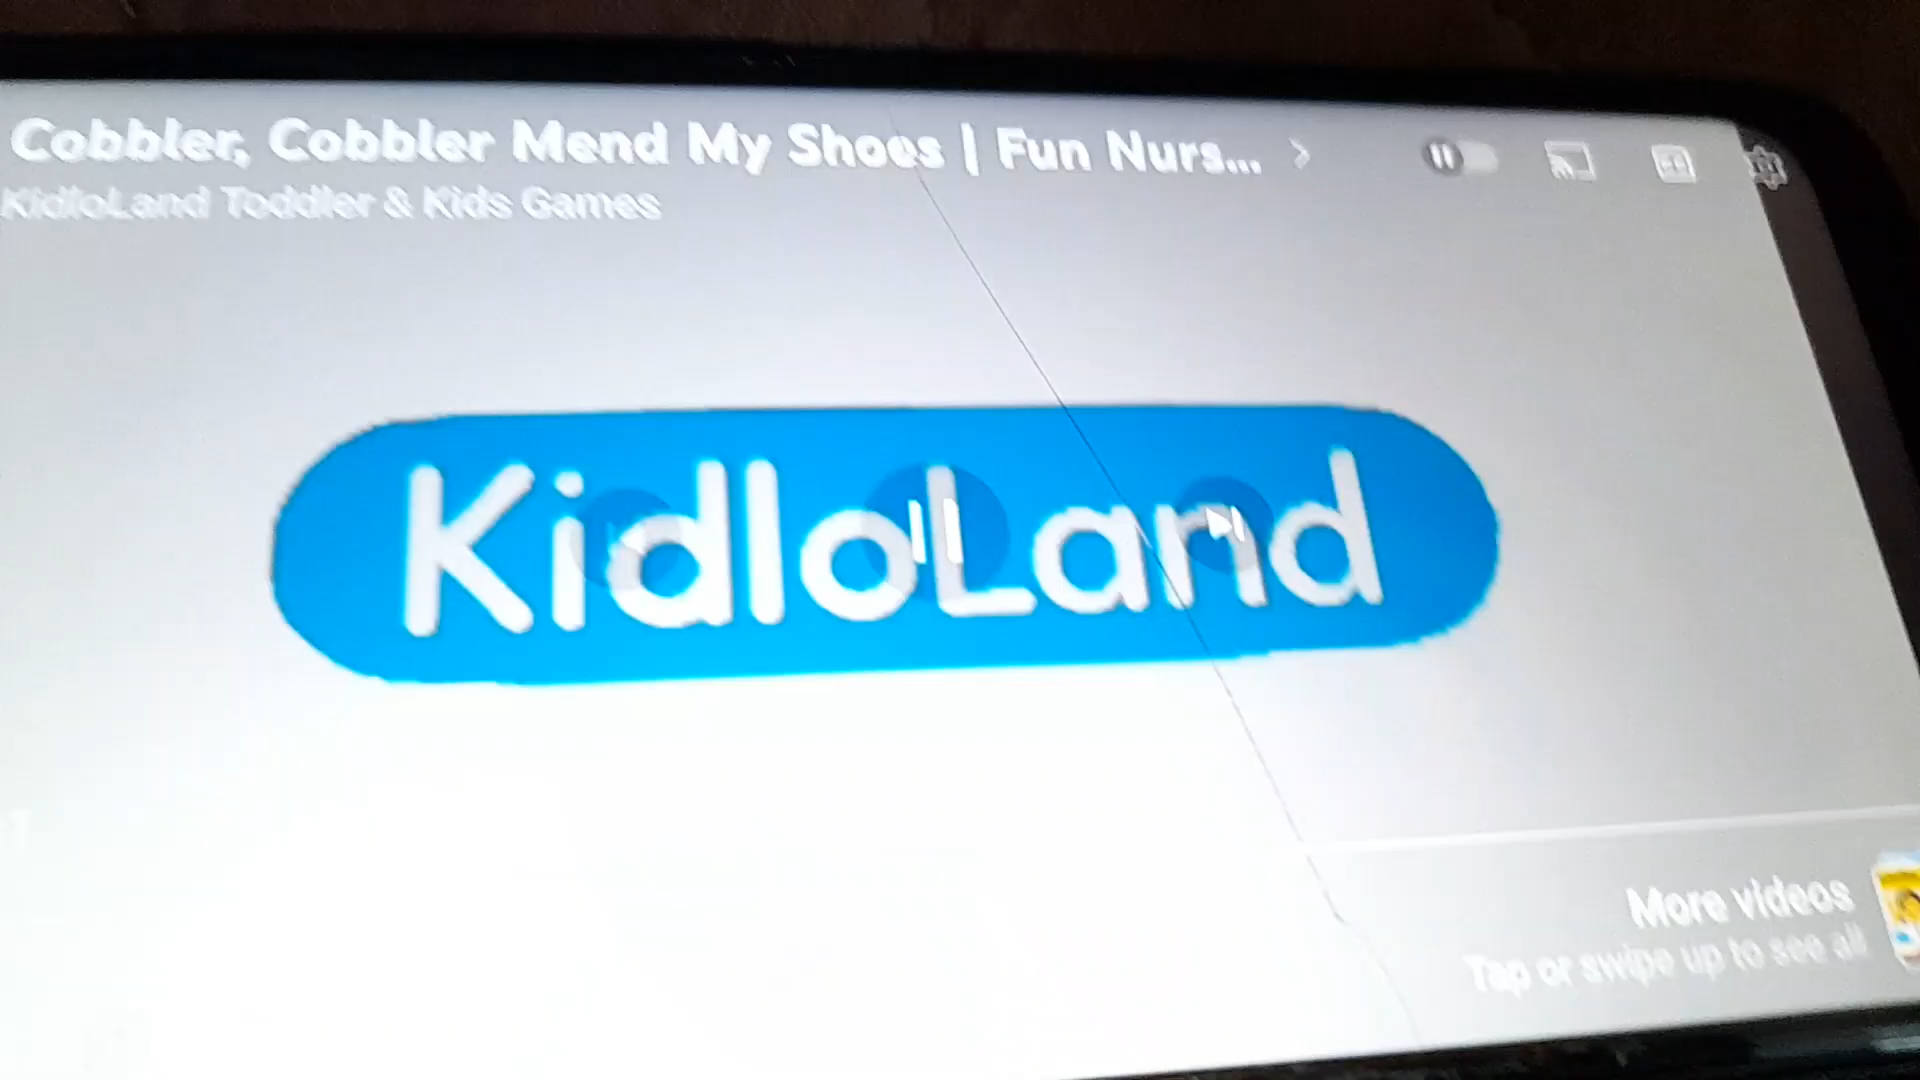 Cobbler, Cobbler Mend My Shoes | Fun Nurs...
KidloLand Toddler & Kids Games
KidloLand
More videos
Tap or swipe up to see all